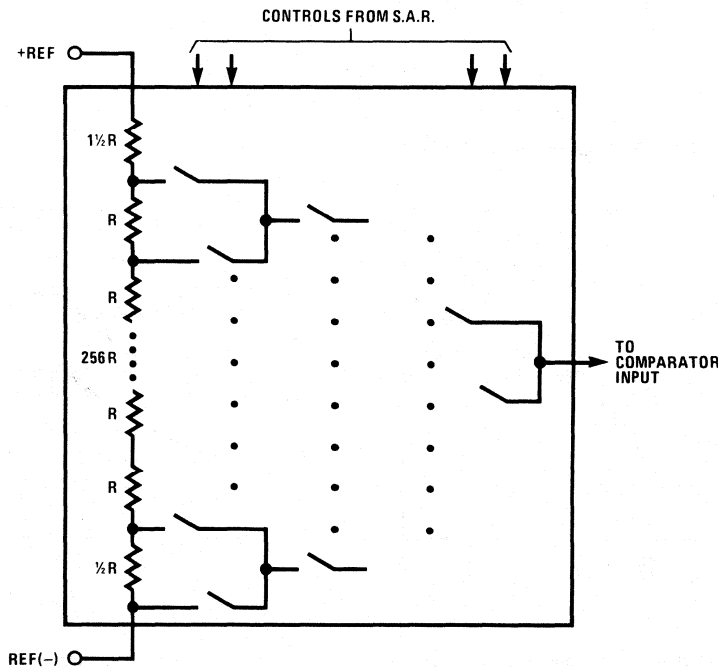 CONTROLS FROM S.A.R.
+REF
1½R
R
R
256R
R
R
½R
TO
COMPARATOR
INPUT
REF(−)